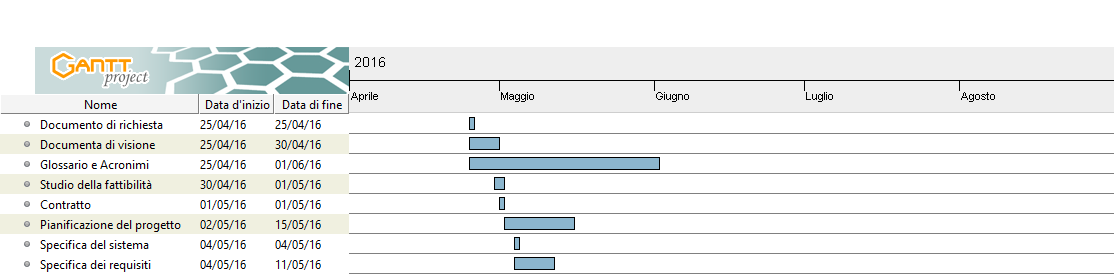 GANTT
project
2016
Aprile Maggio Giugno Luglio Agosto
Nome Data d'inizio Data di fine
Documento di richiesta 25/04/16 25/04/16
Documenta di visione 25/04/16 30/04/16
Glossario e Acronimi 25/04/16 01/06/16
Studio della fattibilità 30/04/16 01/05/16
Contratto 01/05/16 01/05/16
Pianificazione del progetto 02/05/16 15/05/16
Specifica del sistema 04/05/16 04/05/16
Specifica dei requisiti 04/05/16 11/05/16